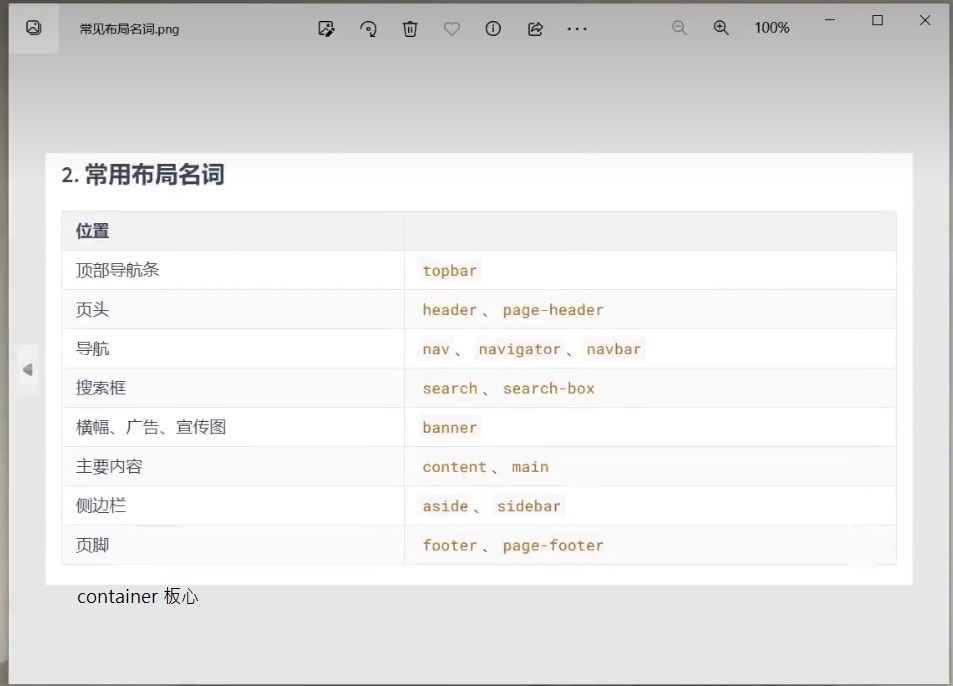 常见布局名词.png
100%
2. 常用布局名词
位置
顶部导航条 topbar
页头 header 、 page-header
导航 nav 、 navigator 、 navbar
搜索框 search 、 search-box
横幅、广告、宣传图 banner
主要内容 content 、 main
侧边栏 aside 、 sidebar
页脚 footer 、 page-footer
container 板心